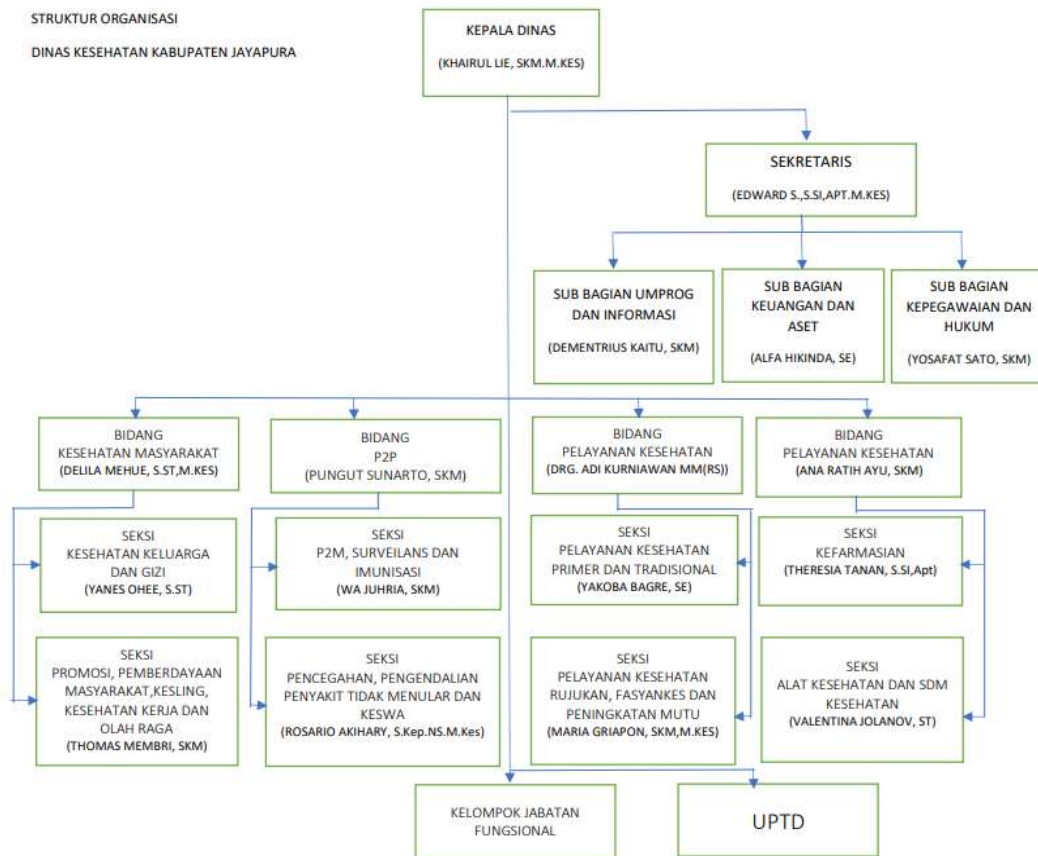 STRUKTUR ORGANISASI
DINAS KESEHATAN KABUPATEN JAYAPURA
KEPALA DINAS
(KHAIRUL LIE, SKM.M.KES)
SEKRETARIS
(EDWARD S.,S.SI,APT.M.KES)
SUB BAGIAN UMPROG
DAN INFORMASI
(DEMENTRIUS KAITU, SKM)
SUB BAGIAN
KEUANGAN DAN
ASET
(ALFA HIKINDA, SE)
SUB BAGIAN
KEPEGAWAIAN DAN
HUKUM
(YOSAFAT SATO, SKM)
BIDANG
KESEHATAN MASYARAKAT
(DELILA MEHUE, S.ST,M.KES)
BIDANG
P2P
(PUNGUT SUNARTO, SKM)
BIDANG
PELAYANAN KESEHATAN
(DRG. ADI KURNIAWAN MM(RS))
BIDANG
PELAYANAN KESEHATAN
(ANA RATIH AYU, SKM)
SEKSI
KESEHATAN KELUARGA
DAN GIZI
(YANES OHEE, S.ST)
SEKSI
P2M, SURVEILANS DAN
IMUNISASI
(WA JUHRIA, SKM)
SEKSI
PELAYANAN KESEHATAN
PRIMER DAN TRADISIONAL
(YAKOBA BAGRE, SE)
SEKSI
KEFARMASIAN
(THERESIA TANAN, S.SI,Apt)
SEKSI
PROMOSI, PEMBERDAYAAN
MASYARAKAT,KESLING,
KESEHATAN KERJA DAN
OLAH RAGA
(THOMAS MEMBRI, SKM)
SEKSI
PENCEGAHAN, PENGENDALIAN
PENYAKIT TIDAK MENULAR DAN
KESWA
(ROSARIO AKIHARY, S.Kep.NS.M.Kes)
SEKSI
PELAYANAN KESEHATAN
RUJUKAN, FASYANKES DAN
PENINGKATAN MUTU
(MARIA GRIAPON, SKM,M.KES)
SEKSI
ALAT KESEHATAN DAN SDM
KESEHATAN
(VALENTINA JOLANOV, ST)
KELOMPOK JABATAN
FUNGSIONAL
UPTD